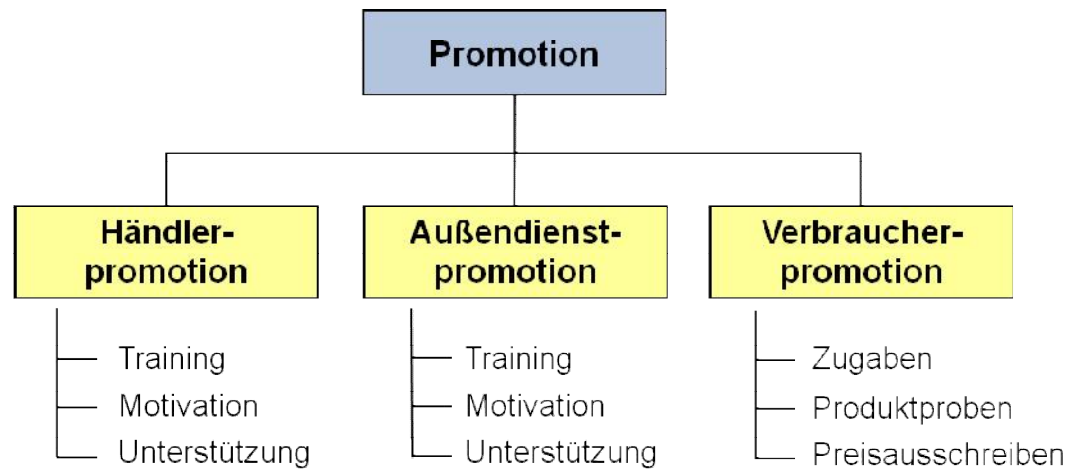 Promotion
Händler-
promotion
Außendienst-
promotion
Verbraucher-
promotion
Training
Motivation
Unterstützung
Training
Motivation
Unterstützung
Zugaben
Produktproben
Preisausschreiben